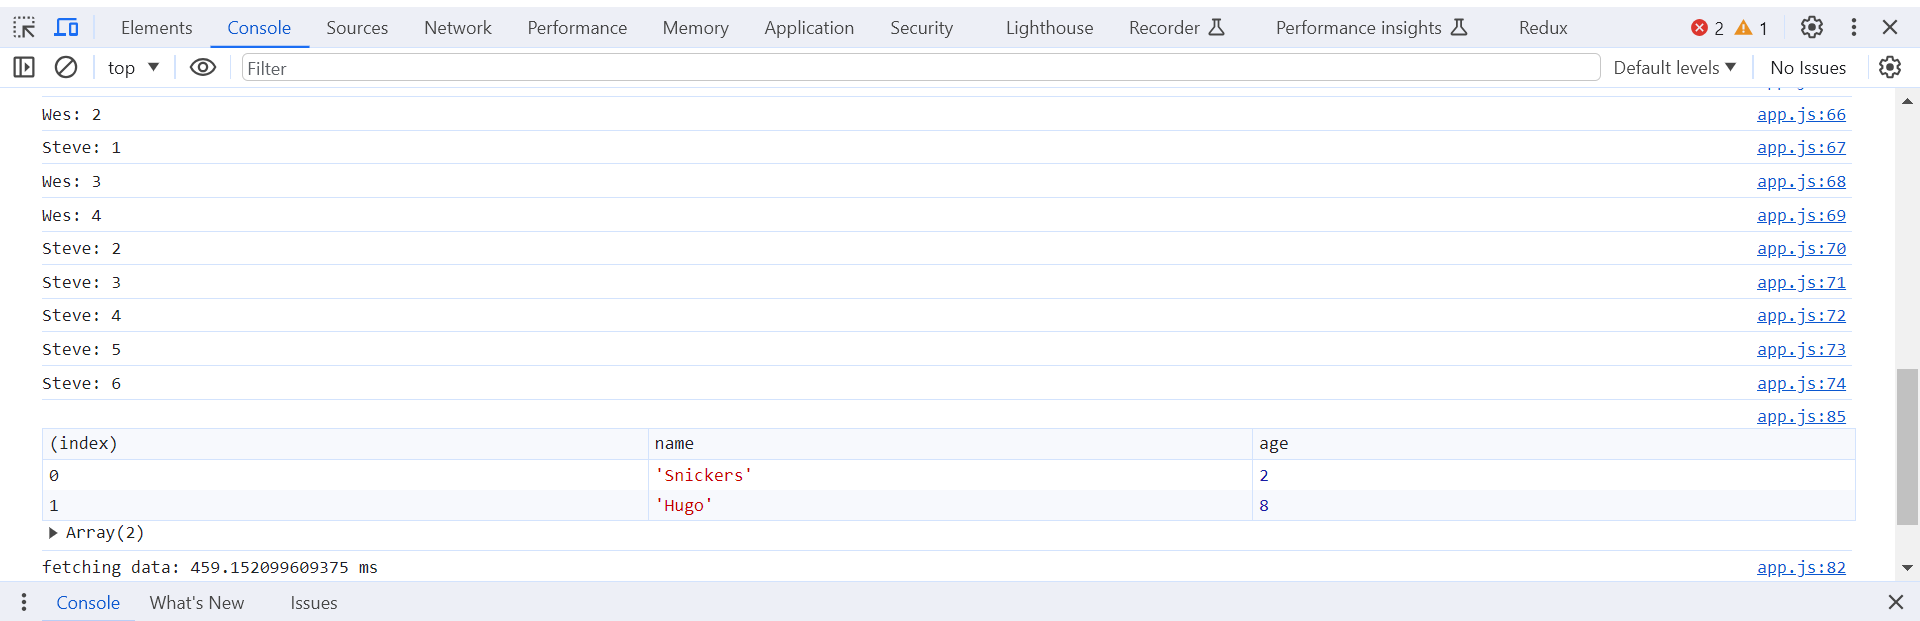 Elements Console Sources Network Performance Memory Application Security Lighthouse Recorder Performance insights Redux 2 1
top Filter Default levels No Issues
Wes: 2 app.js:66
Steve: 1 app.js:67
Wes: 3 app.js:68
Wes: 4 app.js:69
Steve: 2 app.js:70
Steve: 3 app.js:71
Steve: 4 app.js:72
Steve: 5 app.js:73
Steve: 6 app.js:74
app.js:85
(index) name age
0 'Snickers' 2
1 'Hugo' 8
Array(2)
fetching data: 459.152099609375 ms app.js:82
Console What's New Issues